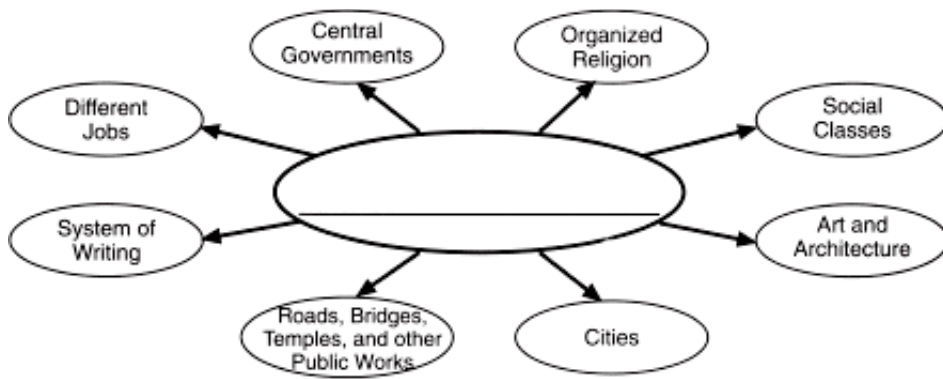 Central
Governments
Organized
Religion
Different
Jobs
Social
Classes
System of
Writing
Art and
Architecture
Roads, Bridges,
Temples, and other
Public Works
Cities